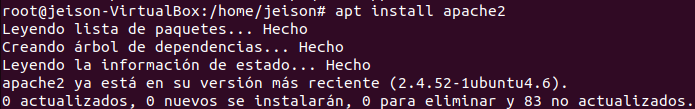 root@jeison-VirtualBox:/home/jeison# apt install apache2
Leyendo lista de paquetes... Hecho
Creando árbol de dependencias... Hecho
Leyendo la información de estado... Hecho
apache2 ya está en su versión más reciente (2.4.52-1ubuntu4.6).
0 actualizados, 0 nuevos se instalarán, 0 para eliminar y 83 no actualizados.